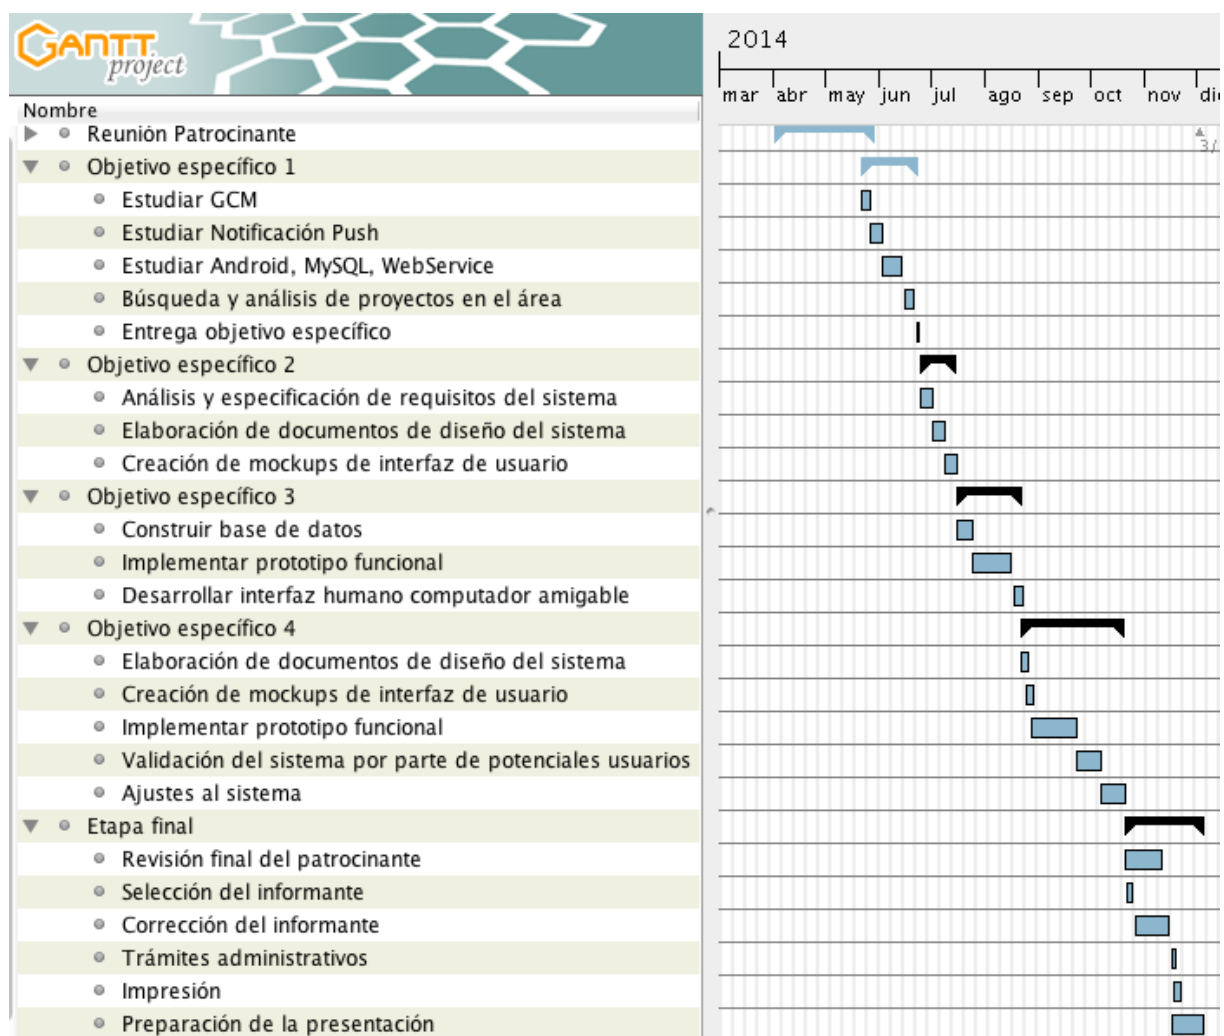 GANTT
project
2014
mar abr may jun jul ago sep oct nov dic
Nombre
Reunión Patrocinante
3/
Objetivo específico 1
Estudiar GCM
Estudiar Notificación Push
Estudiar Android, MySQL, WebService
Búsqueda y análisis de proyectos en el área
Entrega objetivo específico
Objetivo específico 2
Análisis y especificación de requisitos del sistema
Elaboración de documentos de diseño del sistema
Creación de mockups de interfaz de usuario
Objetivo específico 3
Construir base de datos
Implementar prototipo funcional
Desarrollar interfaz humano computador amigable
Objetivo específico 4
Elaboración de documentos de diseño del sistema
Creación de mockups de interfaz de usuario
Implementar prototipo funcional
Validación del sistema por parte de potenciales usuarios
Ajustes al sistema
Etapa final
Revisión final del patrocinante
Selección del informante
Corrección del informante
Trámites administrativos
Impresión
Preparación de la presentación